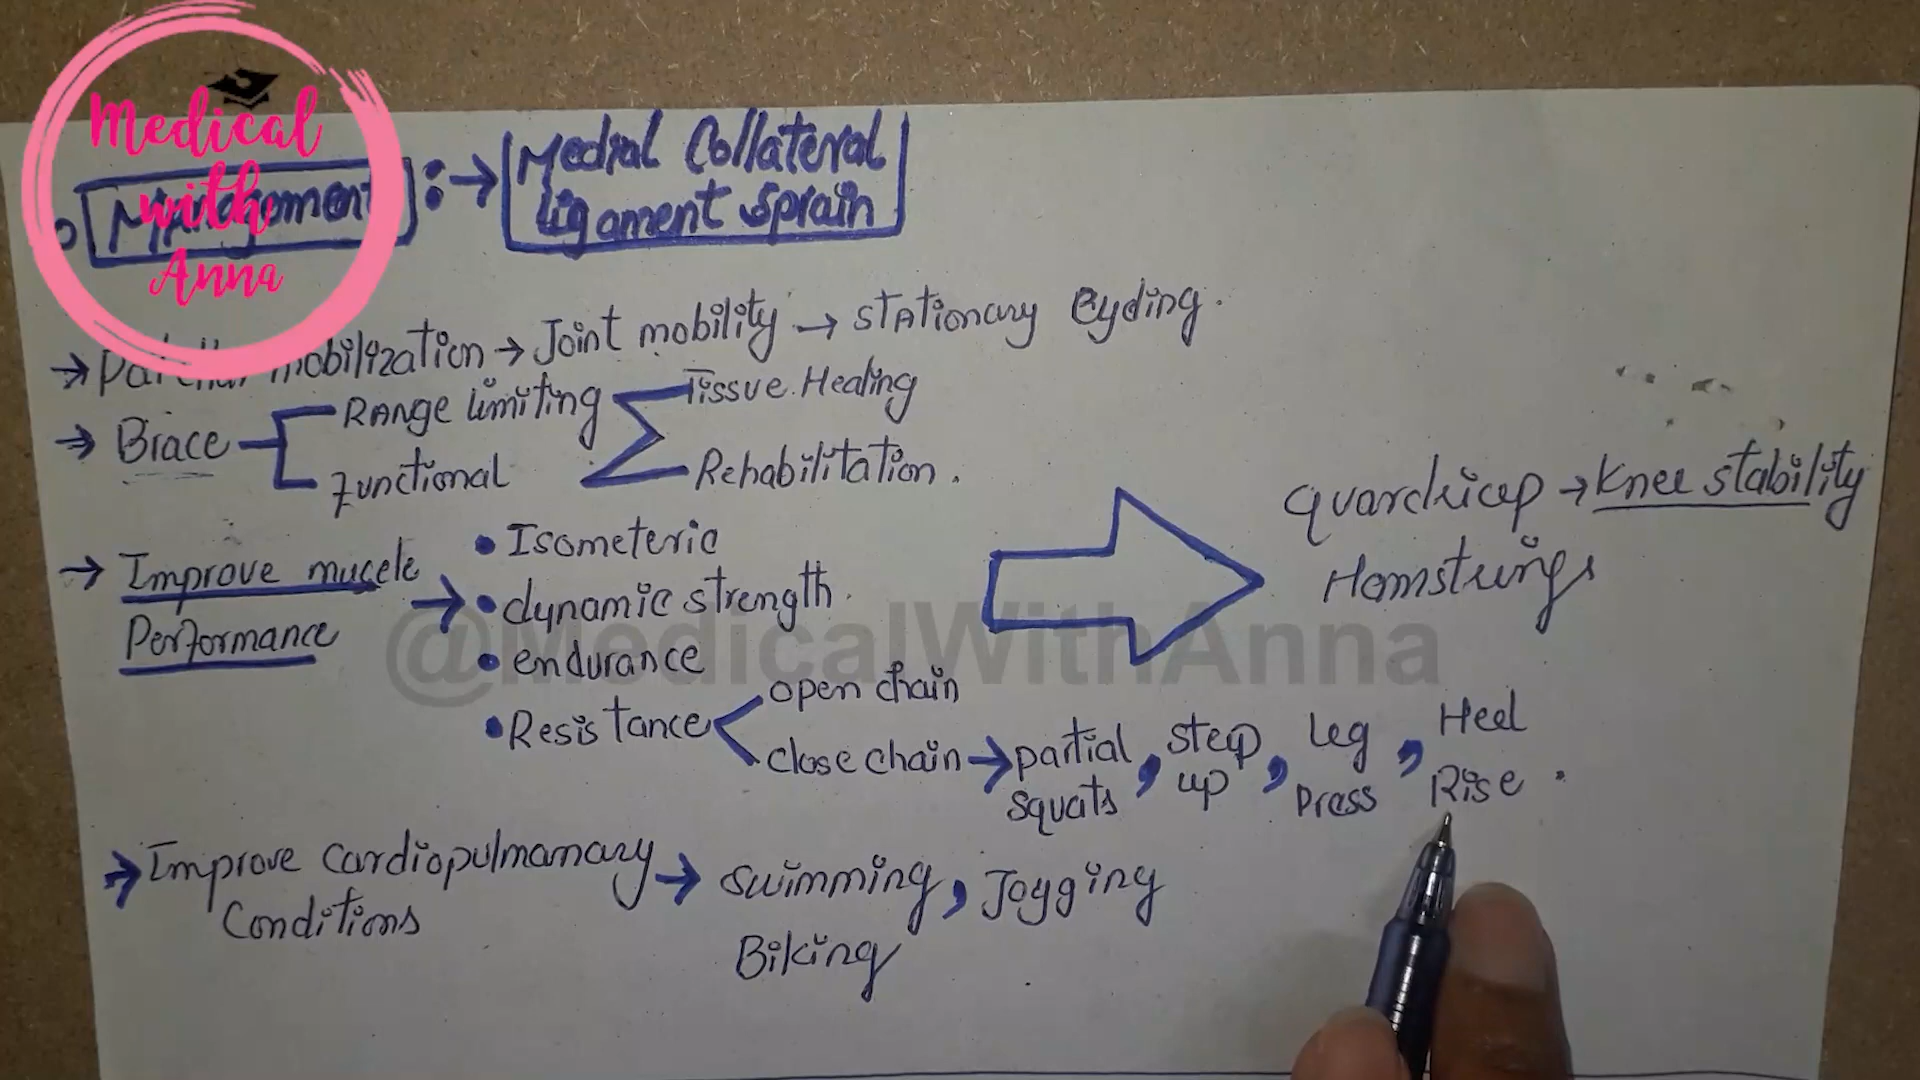 Medical
with
Anna
Management :→ Medial Collateral
Ligament Sprain
→ Patellar mobilization → Joint mobility → Stationary Cycling.
→ Brace
Range limiting
Functional
Tissue Healing
Rehabilitation.
→ Improve mucele
Performance
→
• Isometeric
• dynamic strength.
• endurance
• Resistance
open chain
close chain → partial squats, step up, Leg Press, Heel Rise.
Quardricep → Knee stability
Hamstrings
@MedicalWithAnna
→ Improve Cardiopulmanary
Conditions
→ Swimming, Jogging
Biking